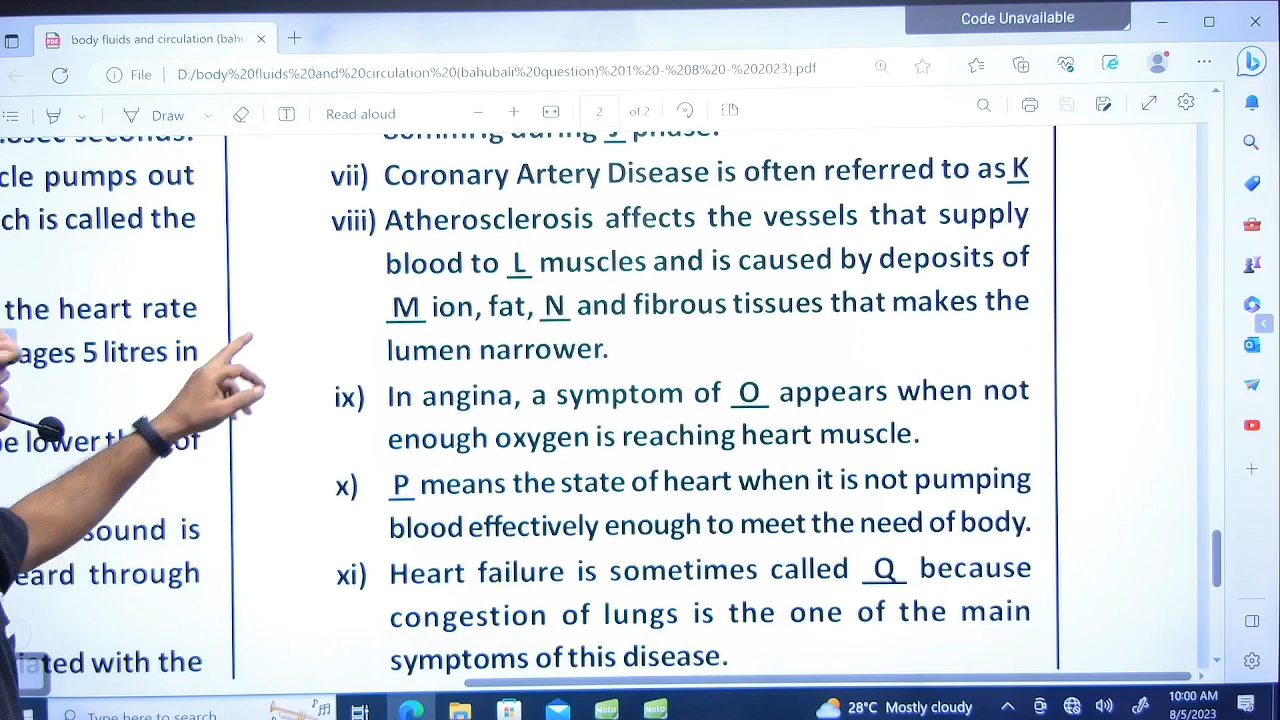 Code Unavailable
body fluids and circulation (bahu
File D:/body%20fluids%20and%20circulation%20(bahubali%20question)%201%20-%208%20-%202023).pdf
Draw
Read aloud
2 of 2
cle pumps out
ch is called the
the heart rate
ages 5 litres in
be lower of
sound is
eard through
iated with the
during J phase.
vii) Coronary Artery Disease is often referred to as K
viii) Atherosclerosis affects the vessels that supply
blood to L muscles and is caused by deposits of
M ion, fat, N and fibrous tissues that makes the
lumen narrower.
ix) In angina, a symptom of O appears when not
enough oxygen is reaching heart muscle.
x) P means the state of heart when it is not pumping
blood effectively enough to meet the need of body.
xi) Heart failure is sometimes called Q because
congestion of lungs is the one of the main
symptoms of this disease.
Type here to search
Note
Note
28°C Mostly cloudy
10:00 AM
8/5/2023